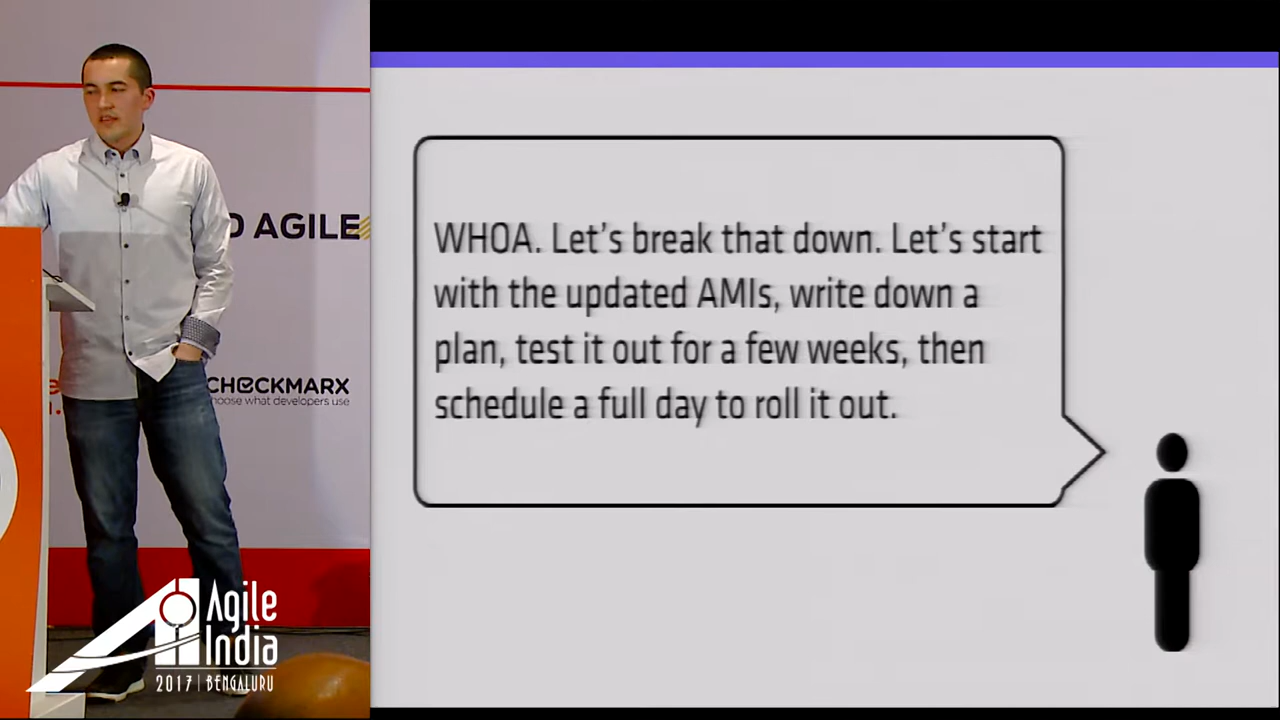 WHOA. Let's break that down. Let's start
with the updated AMIs, write down a
plan, test it out for a few weeks, then
schedule a full day to roll it out.
AGILE
CHECKMARX
choose what developers use
Agile
India
2017 | BENGALURU